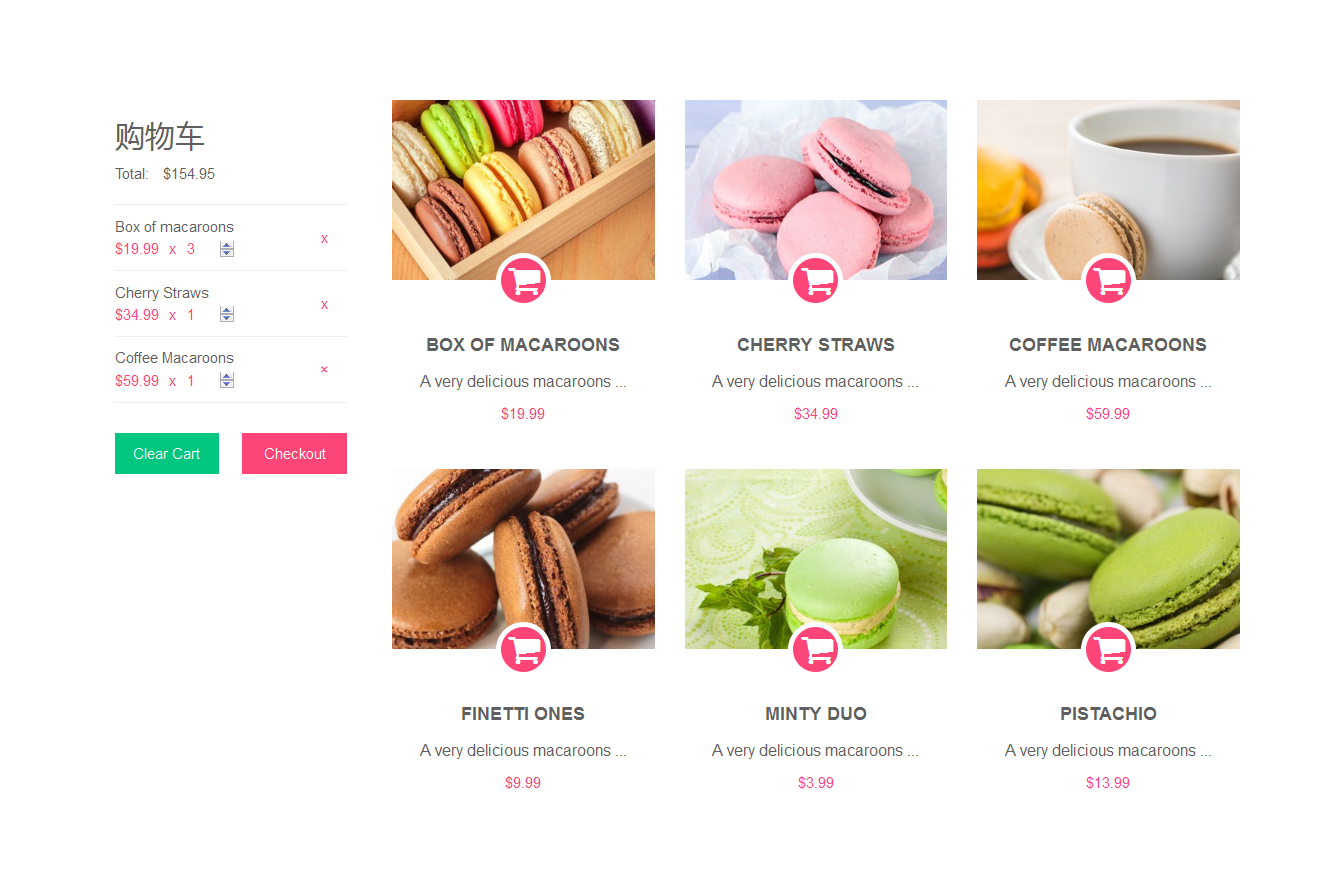 购物车
Total: $154.95
Box of macaroons
$19.99 x 3
x
Cherry Straws
$34.99 x 1
x
Coffee Macaroons
$59.99 x 1
×
Clear Cart
Checkout
BOX OF MACAROONS
A very delicious macaroons ...
$19.99
CHERRY STRAWS
A very delicious macaroons ...
$34.99
COFFEE MACAROONS
A very delicious macaroons ...
$59.99
FINETTI ONES
A very delicious macaroons ...
$9.99
MINTY DUO
A very delicious macaroons ...
$3.99
PISTACHIO
A very delicious macaroons ...
$13.99